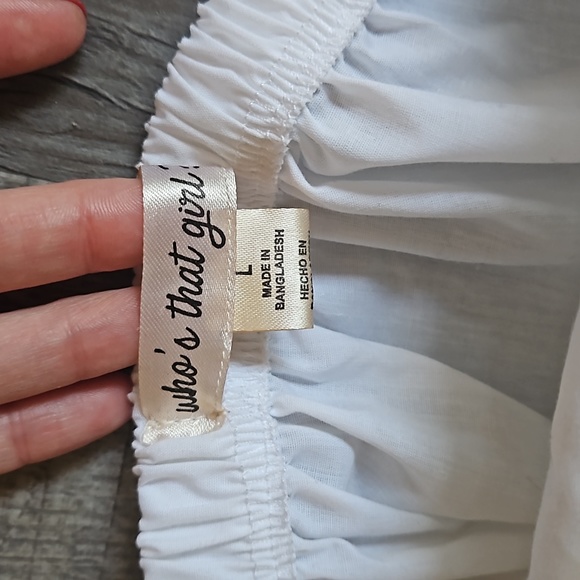 who's that girl?
L
MADE IN
BANGLADESH
HECHO EN